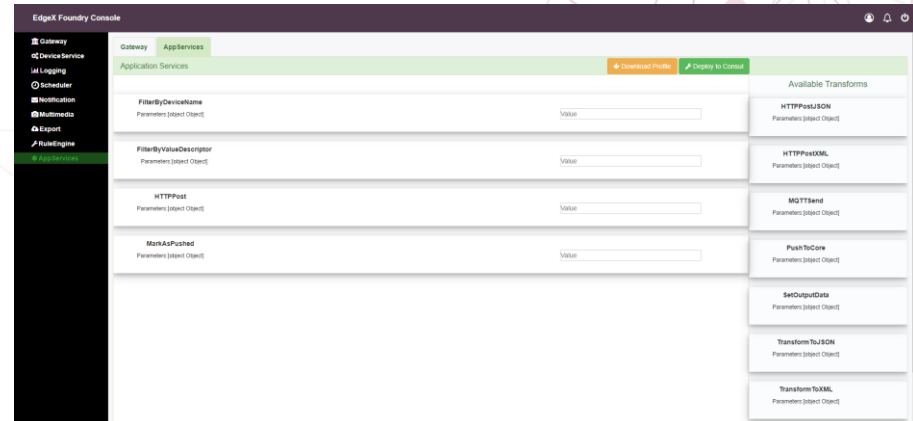 EdgeX Foundry Console
Gateway
DeviceService
Logging
Scheduler
Notification
Multimedia
Export
RuleEngine
AppServices
Gateway AppServices
Application Services
Download Profile
Deploy to Consul
FilterByDeviceName
Parameters [object Object]
Value
FilterByValueDescriptor
Parameters [object Object]
Value
HTTPPost
Parameters [object Object]
Value
MarkAsPushed
Parameters [object Object]
Value
Available Transforms
HTTPPostJSON
Parameters [object Object]
HTTPPostXML
Parameters [object Object]
MQTTSend
Parameters [object Object]
PushToCore
Parameters [object Object]
SetOutputData
Parameters [object Object]
TransformToJSON
Parameters [object Object]
TransformToXML
Parameters [object Object]